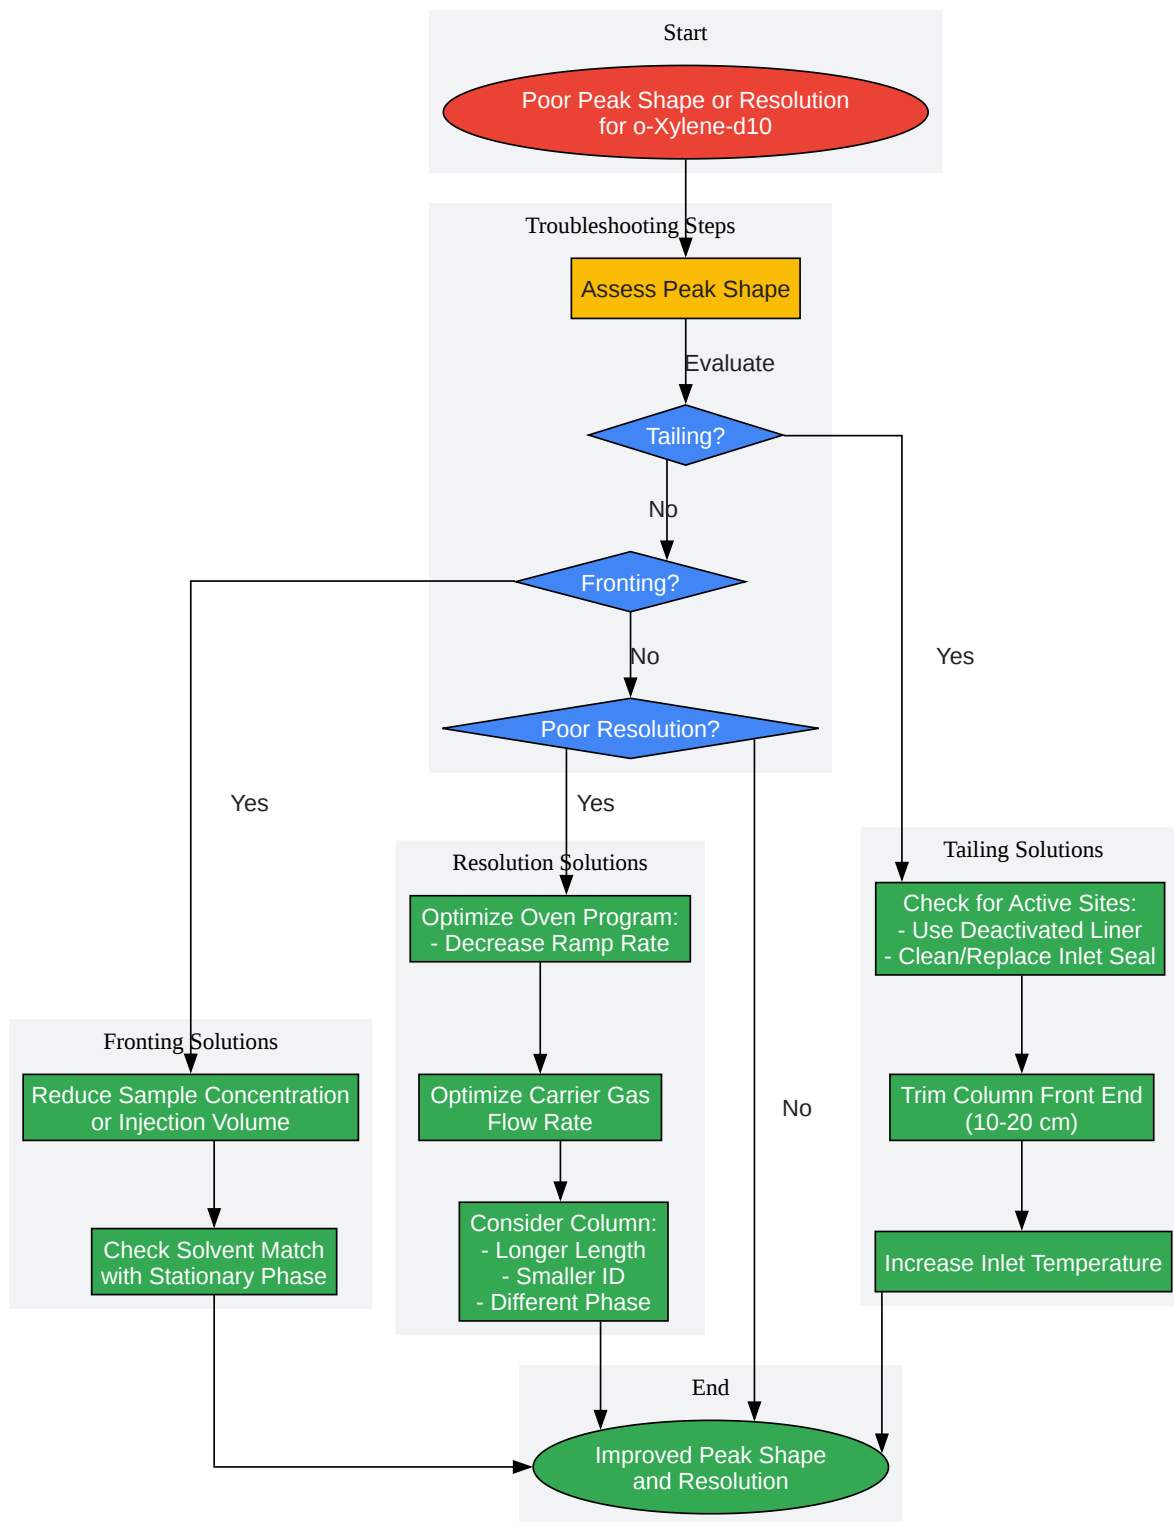 Start
Poor Peak Shape or Resolution
for o-Xylene-d10
Troubleshooting Steps
Assess Peak Shape
Evaluate
Tailing?
No
Fronting?
Yes
No
Poor Resolution?
Yes
Yes
Resolution Solutions
Optimize Oven Program:
- Decrease Ramp Rate
Tailing Solutions
Check for Active Sites:
- Use Deactivated Liner
- Clean/Replace Inlet Seal
Fronting Solutions
Reduce Sample Concentration
or Injection Volume
Optimize Carrier Gas
Flow Rate
No
Trim Column Front End
(10-20 cm)
Check Solvent Match
with Stationary Phase
Consider Column:
- Longer Length
- Smaller ID
- Different Phase
Increase Inlet Temperature
End
Improved Peak Shape
and Resolution